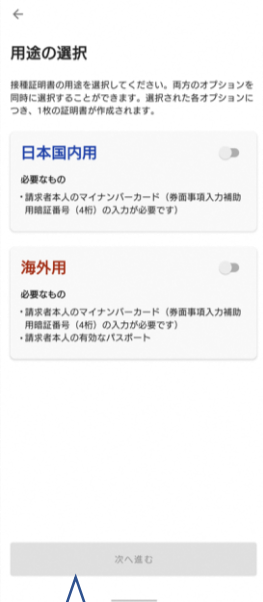 用途の選択
接種証明書の用途を選択してください。両方のオプションを
同時に選択することができます。選択された各オプションに
つき、1枚の証明書が作成されます。
日本国内用
必要なもの
・請求者本人のマイナンバーカード（券面事項入力補助
用暗証番号（4桁）の入力が必要です）
海外用
必要なもの
・請求者本人のマイナンバーカード（券面事項入力補助
用暗証番号（4桁）の入力が必要です）
・請求者本人の有効なパスポート
次へ進む